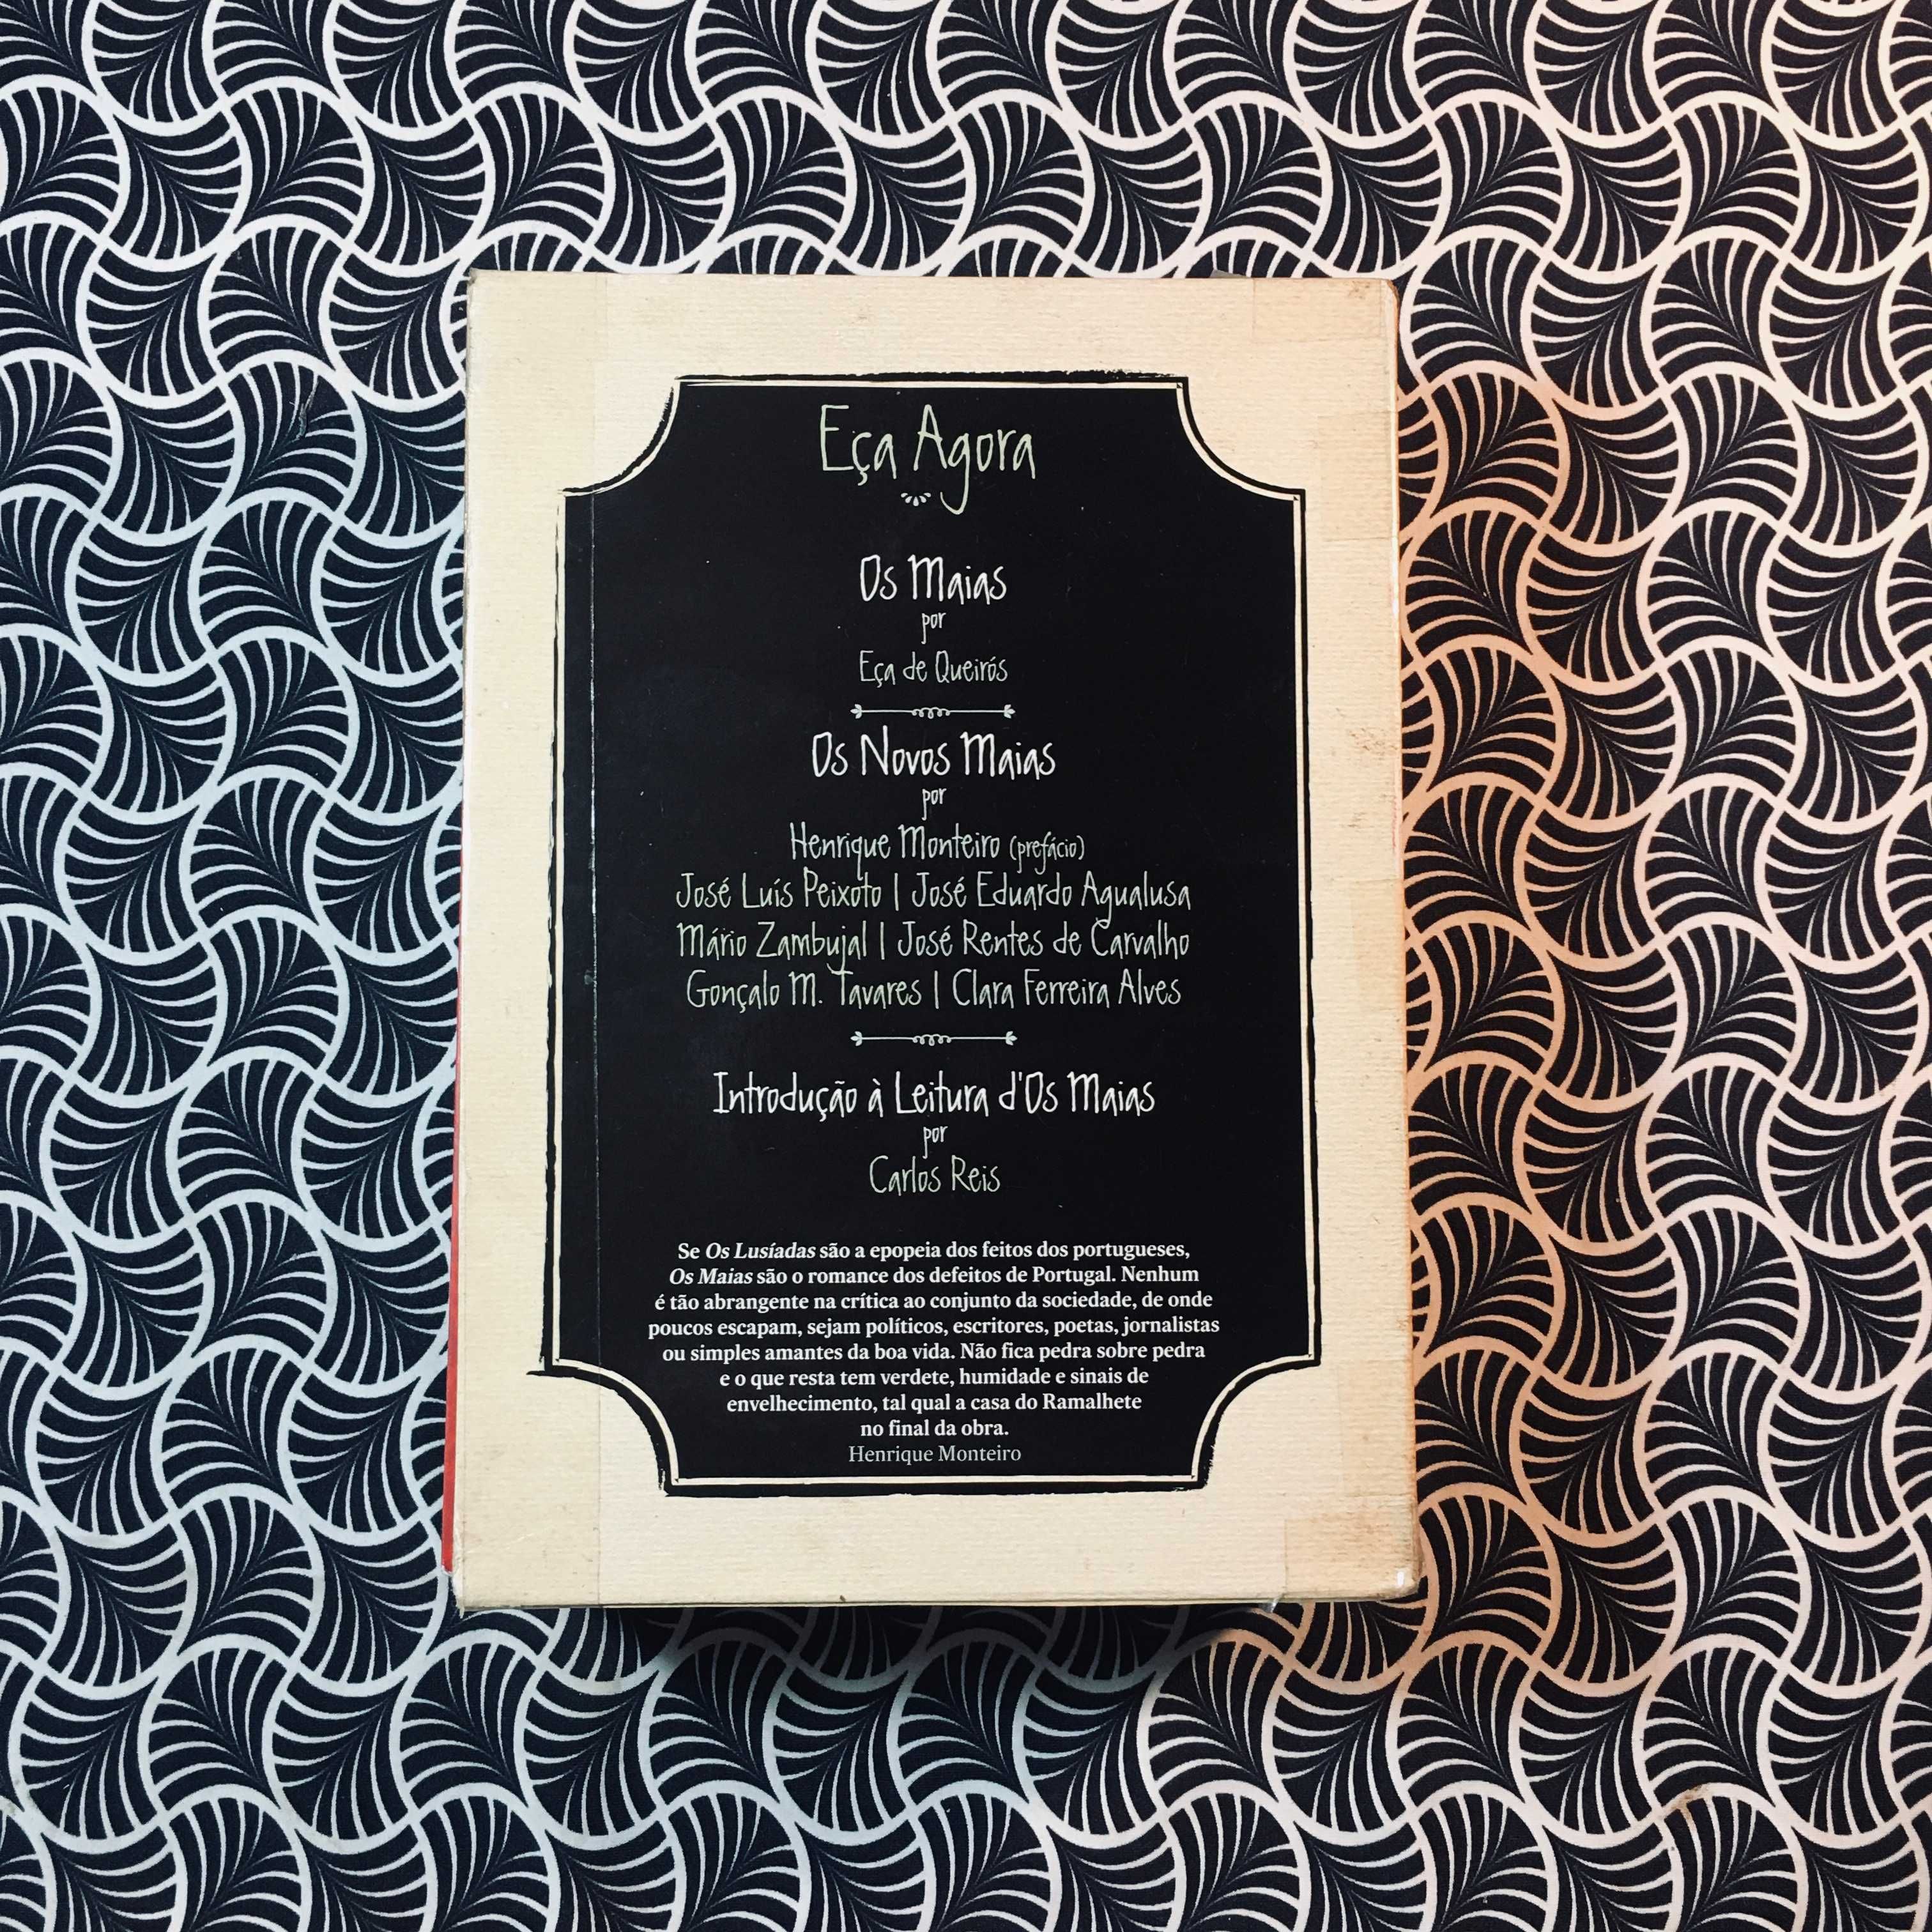 Eça Agora
Os Maias
por
Eça de Queirós
Os Novos Maias
por
Henrique Monteiro (prefácio)
José Luís Peixoto | José Eduardo Agualusa
Mário Zambujal | José Rentes de Carvalho
Gonçalo M. Tavares | Clara Ferreira Alves
Introdução à Leitura d'Os Maias
por
Carlos Reis
Se Os Lusíadas são a epopeia dos feitos dos portugueses,
Os Maias são o romance dos defeitos de Portugal. Nenhum
é tão abrangente na crítica ao conjunto da sociedade, de onde
poucos escapam, sejam políticos, escritores, poetas, jornalistas
ou simples amantes da boa vida. Não fica pedra sobre pedra
e o que resta tem verdete, humidade e sinais de
envelhecimento, tal qual a casa do Ramalhete
no final da obra.
Henrique Monteiro